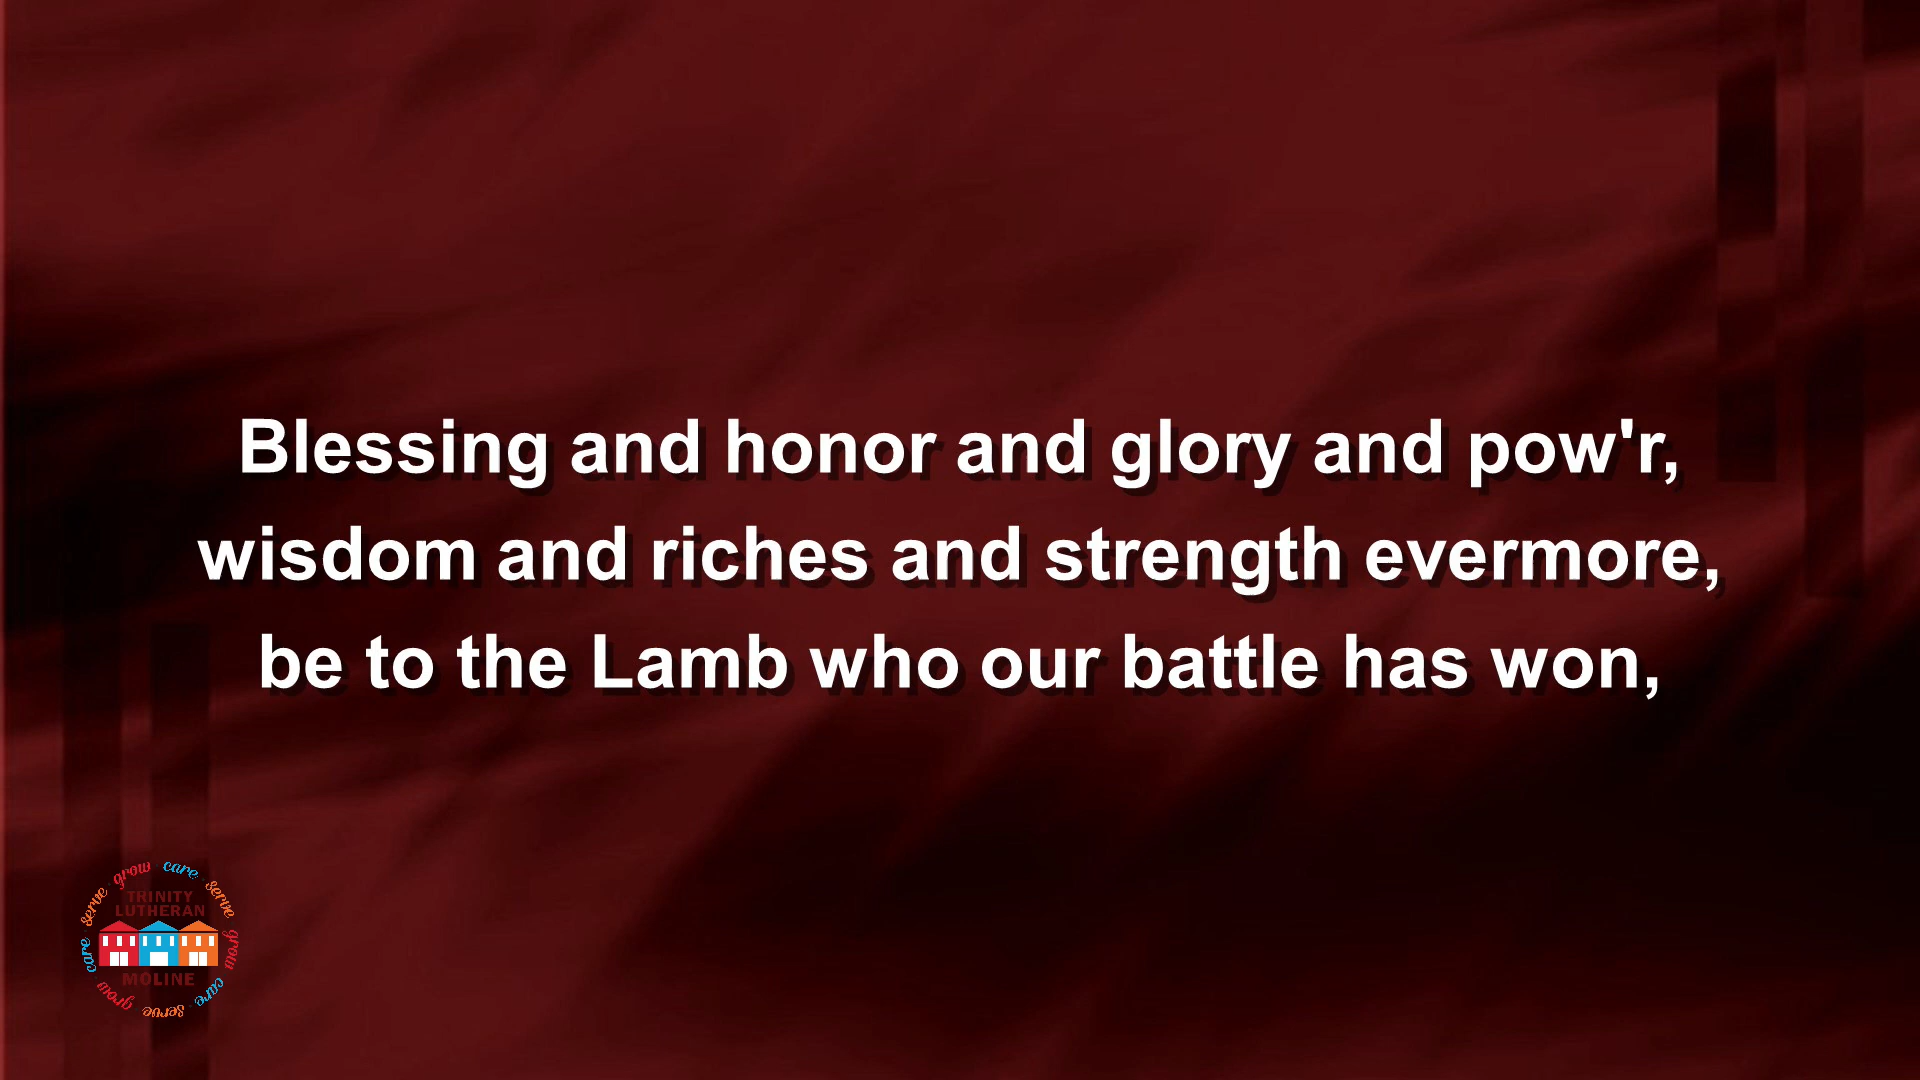 Blessing and honor and glory and pow'r,
wisdom and riches and strength evermore,
be to the Lamb who our battle has won,
grow care serve grow care serve grow care serve
TRINITY
LUTHERAN
MOLINE